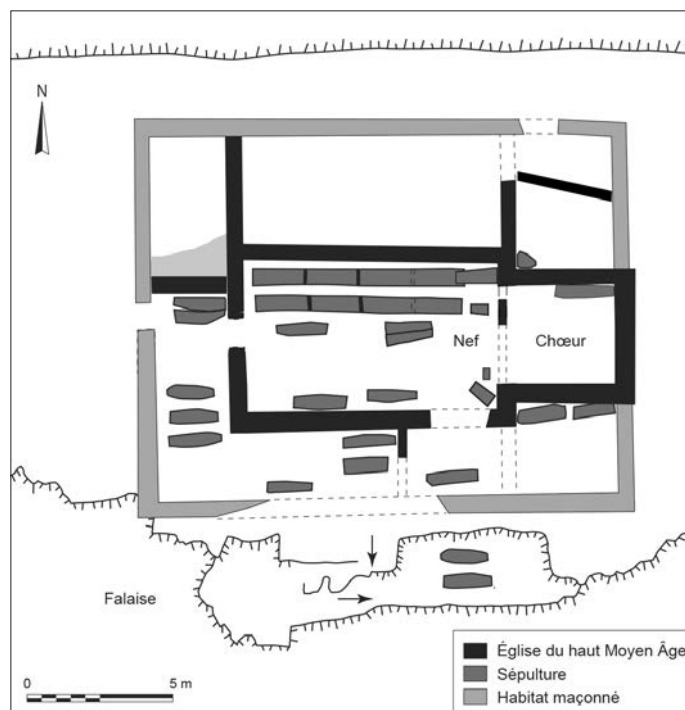 N
Nef
Chœur
Falaise
0
5 m
Église du haut Moyen Âge
Sépulture
Habitat maçonné